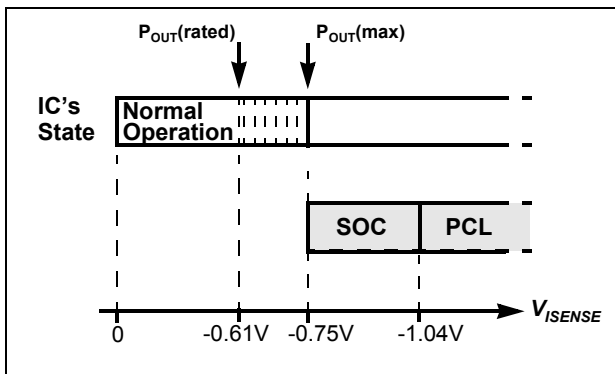 P_OUT(rated) P_OUT(max)
IC's
State
Normal
Operation
SOC PCL
V_ISENSE
0 -0.61V -0.75V -1.04V